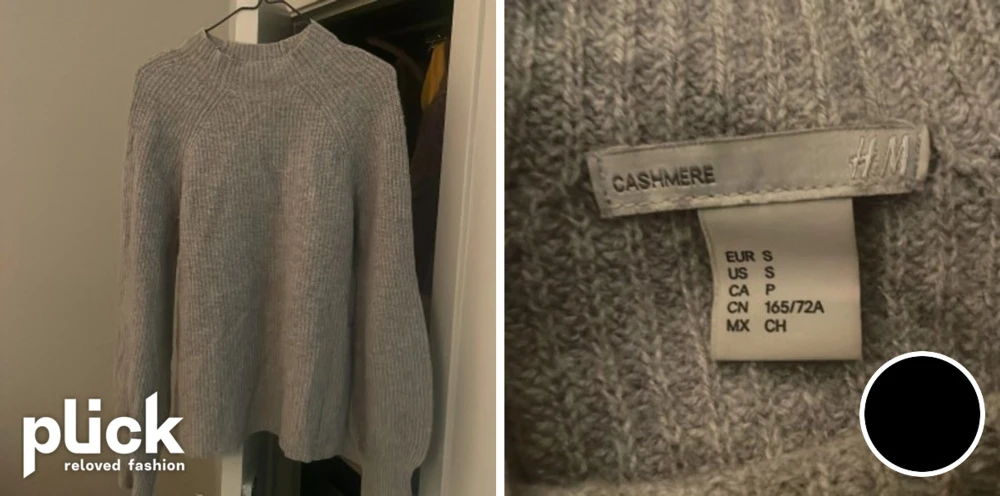 plick
reloved fashion
CASHMERE H&M
EUR S
US S
CA P
CN 165/72A
MX CH